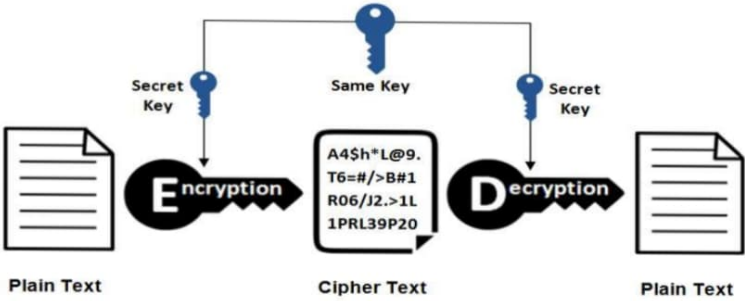 Secret
Key
Same Key
Secret
Key
Encryption
A4$h*L@9.
T6=#/>B#1
R06/J2.>1L
1PRL39P20
Decryption
Plain Text
Cipher Text
Plain Text